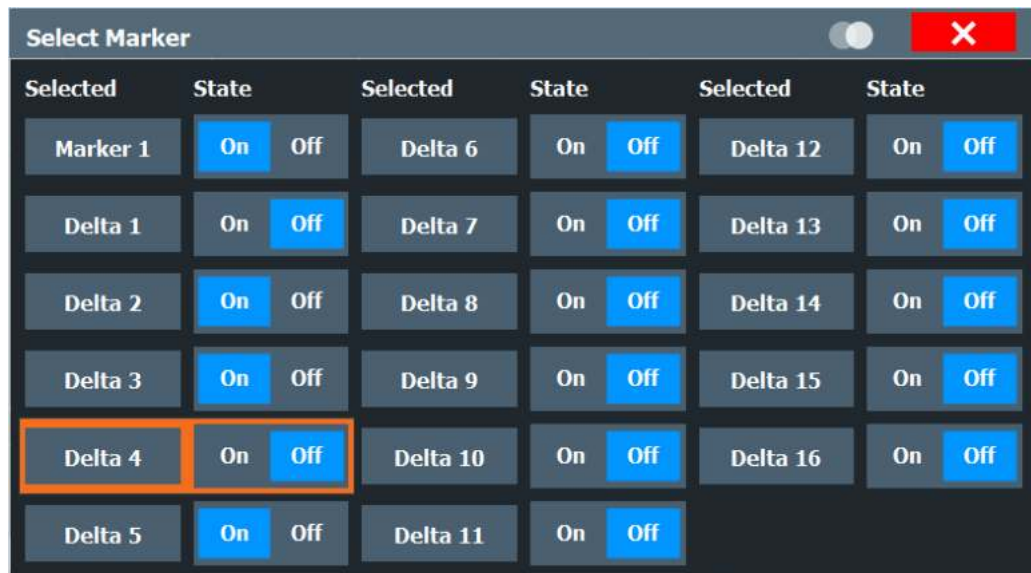 Select Marker
Selected State Selected State Selected State
Marker 1 On Off Delta 6 On Off Delta 12 On Off
Delta 1 On Off Delta 7 On Off Delta 13 On Off
Delta 2 On Off Delta 8 On Off Delta 14 On Off
Delta 3 On Off Delta 9 On Off Delta 15 On Off
Delta 4 On Off Delta 10 On Off Delta 16 On Off
Delta 5 On Off Delta 11 On Off